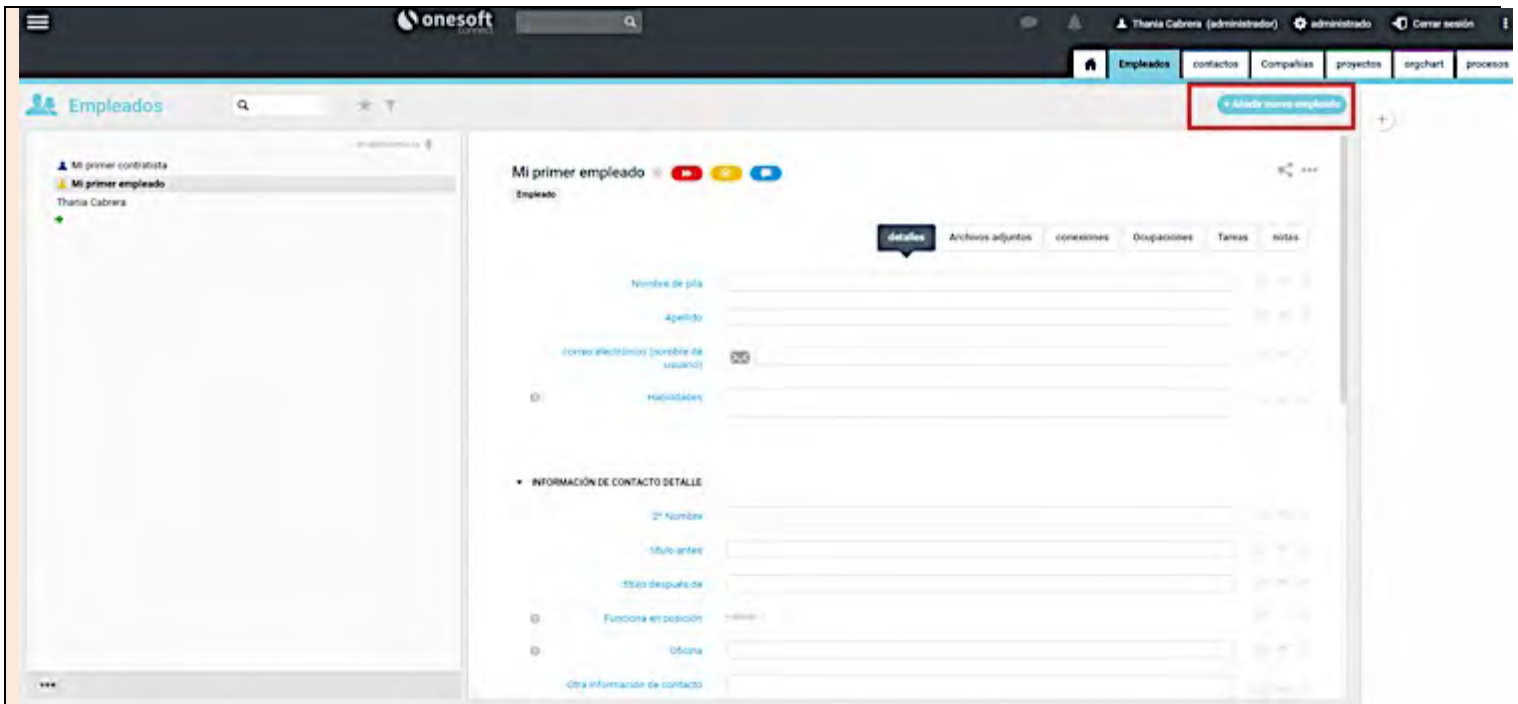 onesoft
connect
Thania Cabrera (administrador)
administrado
Cerrar sesión
Empleados
contactos
Compañias
proyectos
orgchart
procesos
Empleados
+ Añadir nuevo empleado
Mi primer contratista
Mi primer empleado
Thania Cabrera
Mi primer empleado
Empleado
detalles
Archivos adjuntos
conexiones
Ocupaciones
Tareas
notas
Nombre de pila
Apellido
correo electrónico (nombre de
usuario)
Habilidades
INFORMACIÓN DE CONTACTO DETALLE
2º Nombre
título antes
título después de
Funciona en posición
Oficina
Otra información de contacto